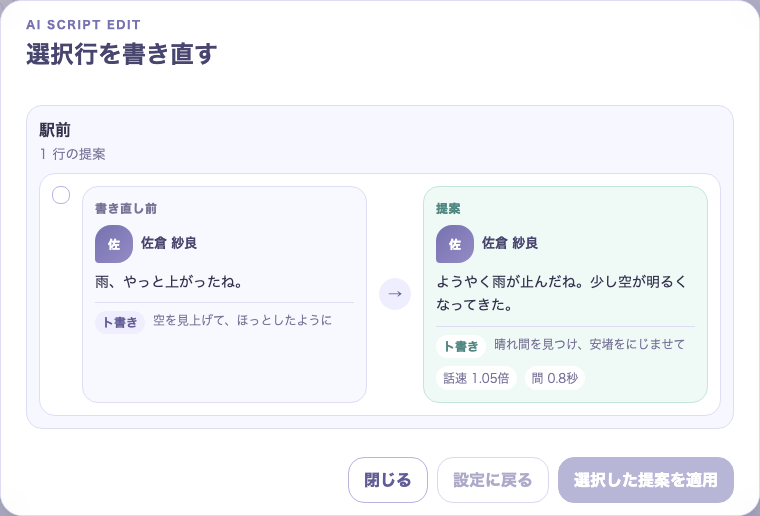 AI SCRIPT EDIT
選択行を書き直す
駅前
1 行の提案
書き直し前
佐
佐倉 紗良
雨、やっと上がったね。
ト書き
空を見上げて、ほっとしたように
→
提案
佐
佐倉 紗良
ようやく雨が止んだね。少し空が明るく
なってきた。
ト書き
晴れ間を見つけ、安堵をにじませて
話速 1.05倍
間 0.8秒
閉じる
設定に戻る
選択した提案を適用